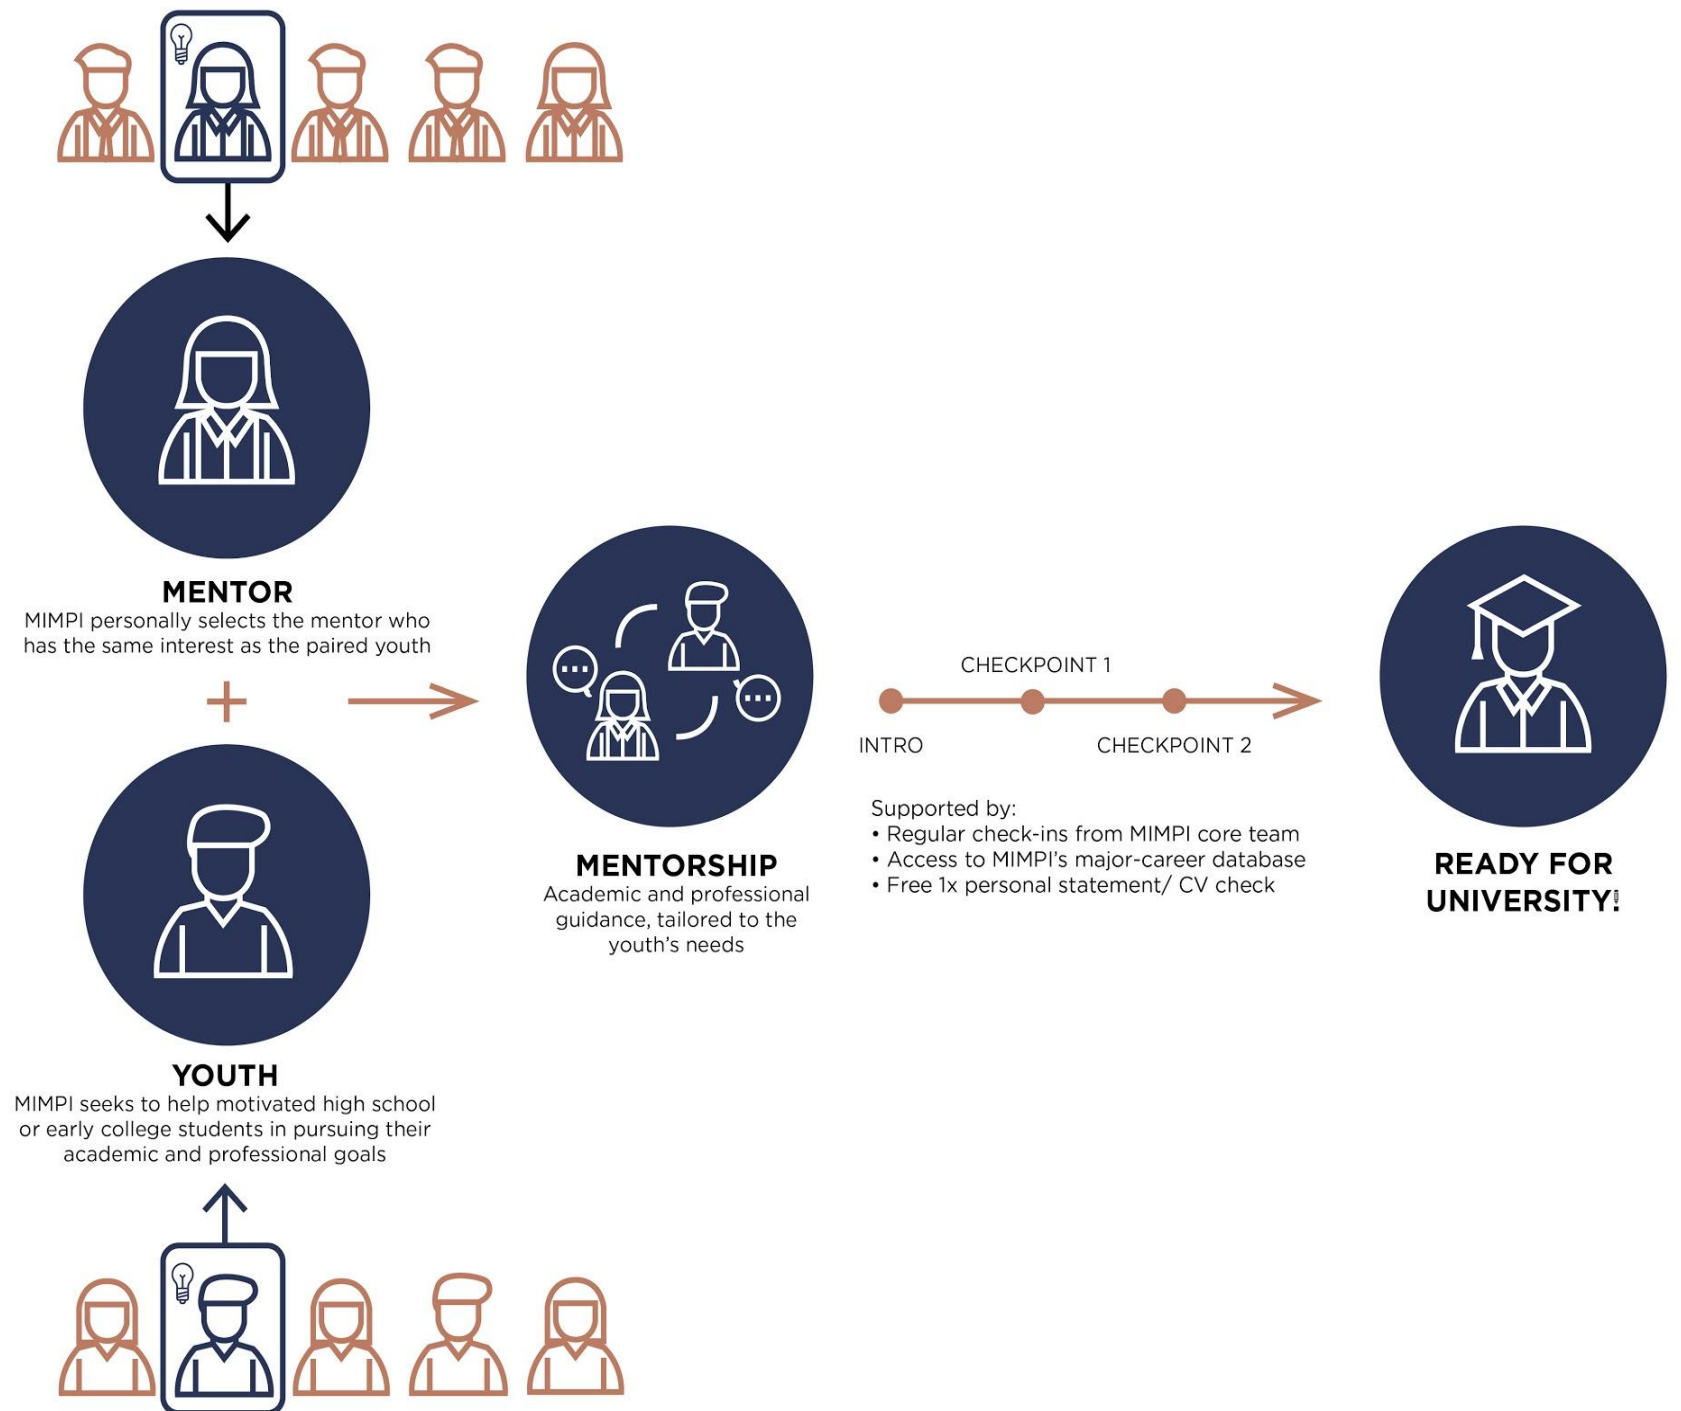 MENTOR
MIMPI personally selects the mentor who
has the same interest as the paired youth
YOUTH
MIMPI seeks to help motivated high school
or early college students in pursuing their
academic and professional goals
MENTORSHIP
Academic and professional
guidance, tailored to the
youth's needs
CHECKPOINT 1
INTRO
CHECKPOINT 2
Supported by:
• Regular check-ins from MIMPI core team
• Access to MIMPI's major-career database
• Free 1x personal statement/ CV check
READY FOR
UNIVERSITY!